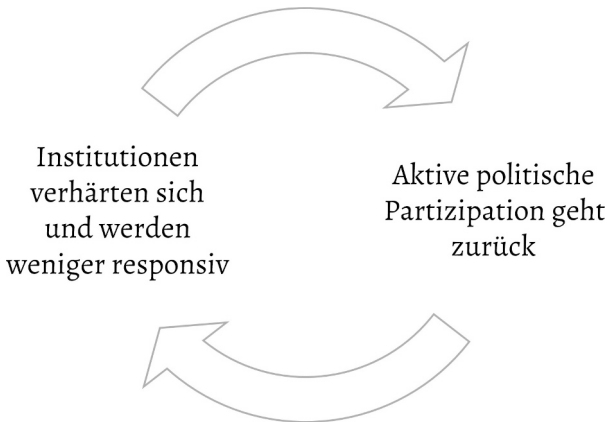 Institutionen
verhärten sich
und werden
weniger responsiv
Aktive politische
Partizipation geht
zurück